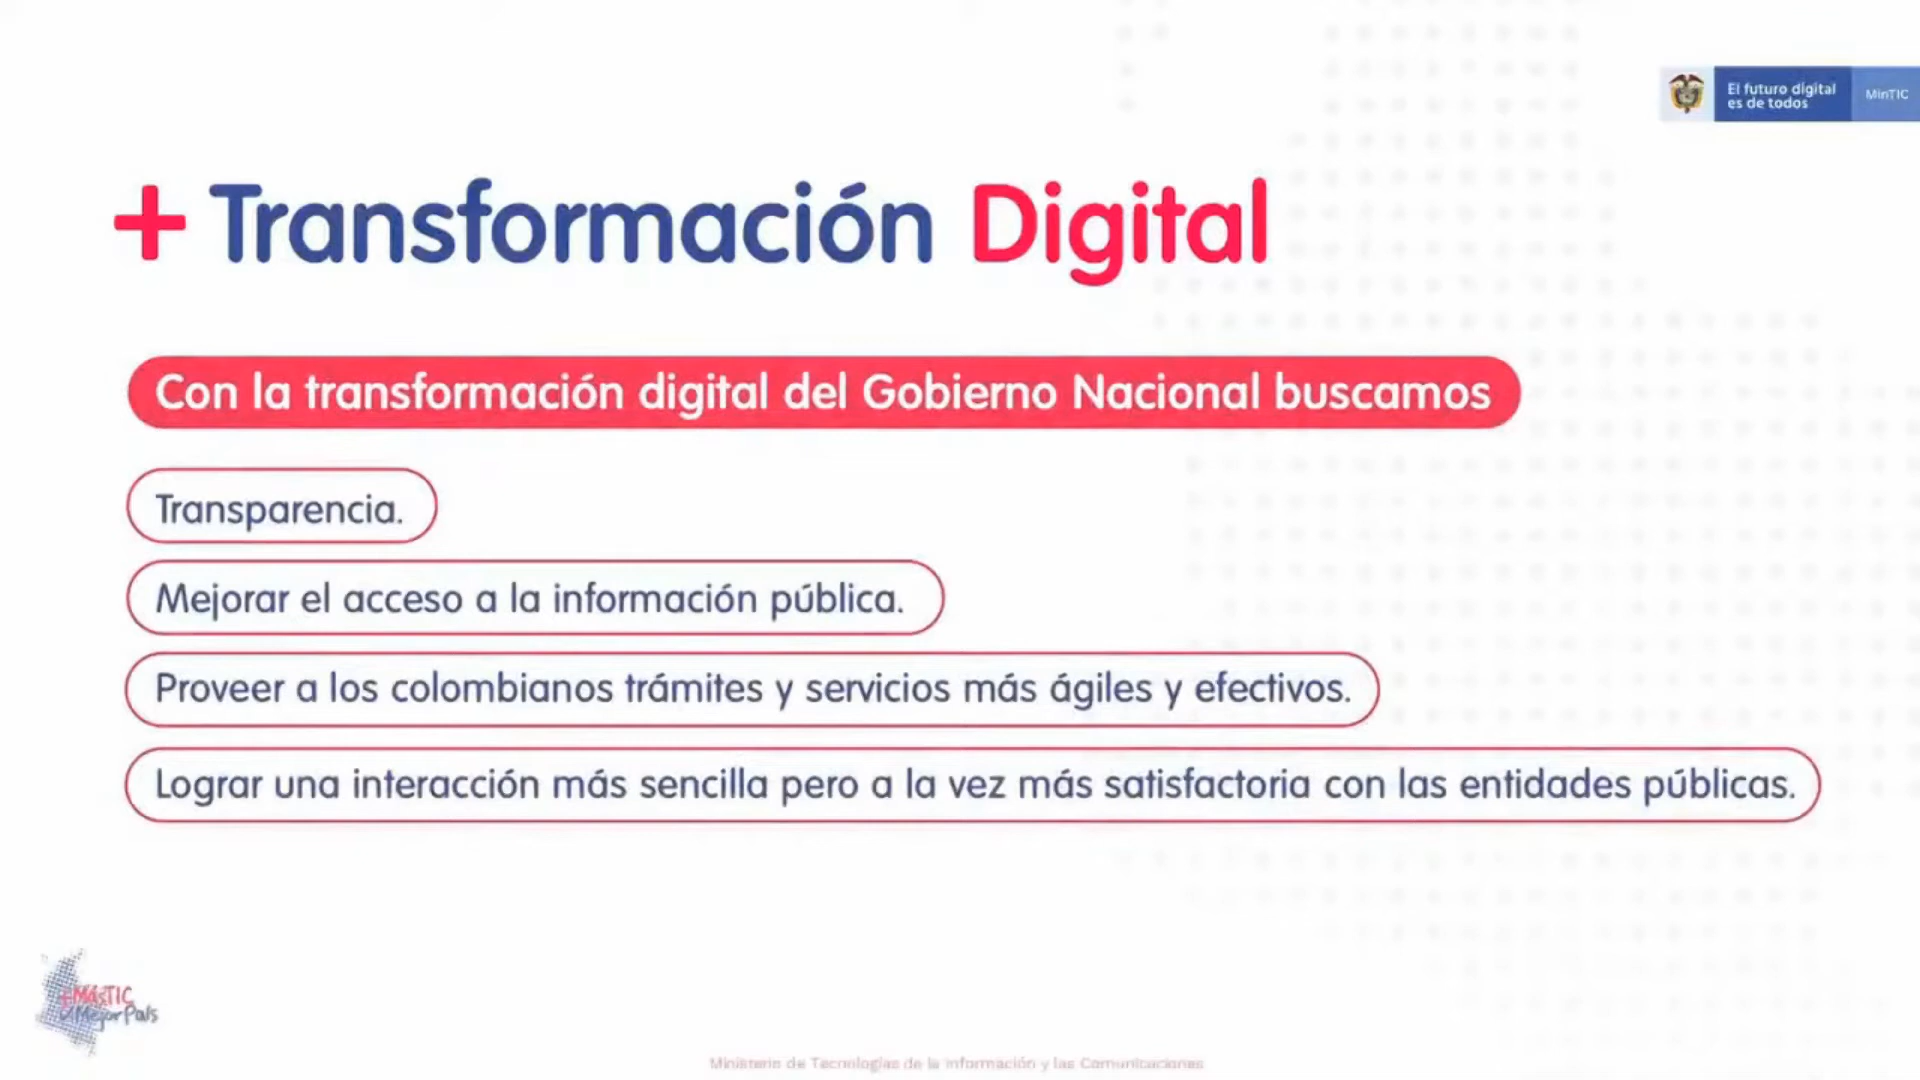 El futuro digital
es de todos
MinTIC
+ Transformación Digital
Con la transformación digital del Gobierno Nacional buscamos
Transparencia.
Mejorar el acceso a la información pública.
Proveer a los colombianos trámites y servicios más ágiles y efectivos.
Lograr una interacción más sencilla pero a la vez más satisfactoria con las entidades públicas.
+MásTIC
MejorPaís
Ministerio de Tecnologías de la Información y las Comunicaciones